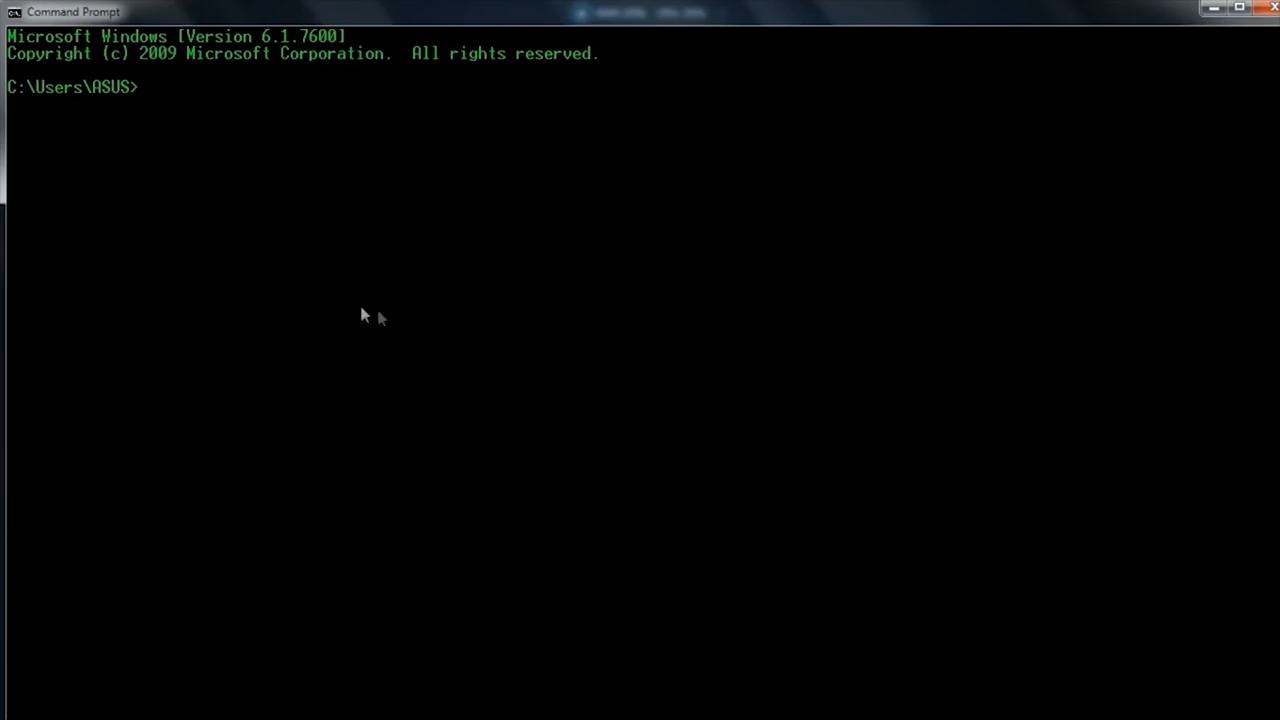 Command Prompt
Microsoft Windows [Version 6.1.7600]
Copyright (c) 2009 Microsoft Corporation.  All rights reserved.
C:\Users\ASUS>